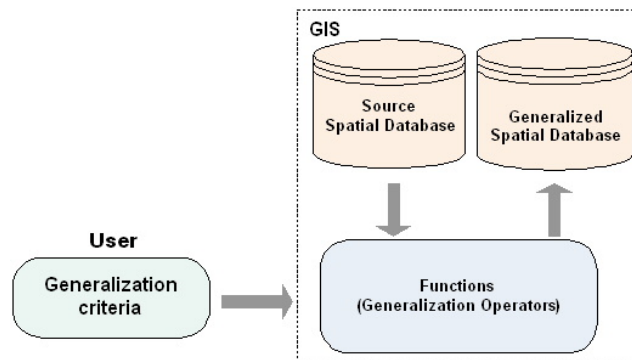 GIS
Source
Spatial Database
Generalized
Spatial Database
User
Generalization
criteria
Functions
(Generalization Operators)